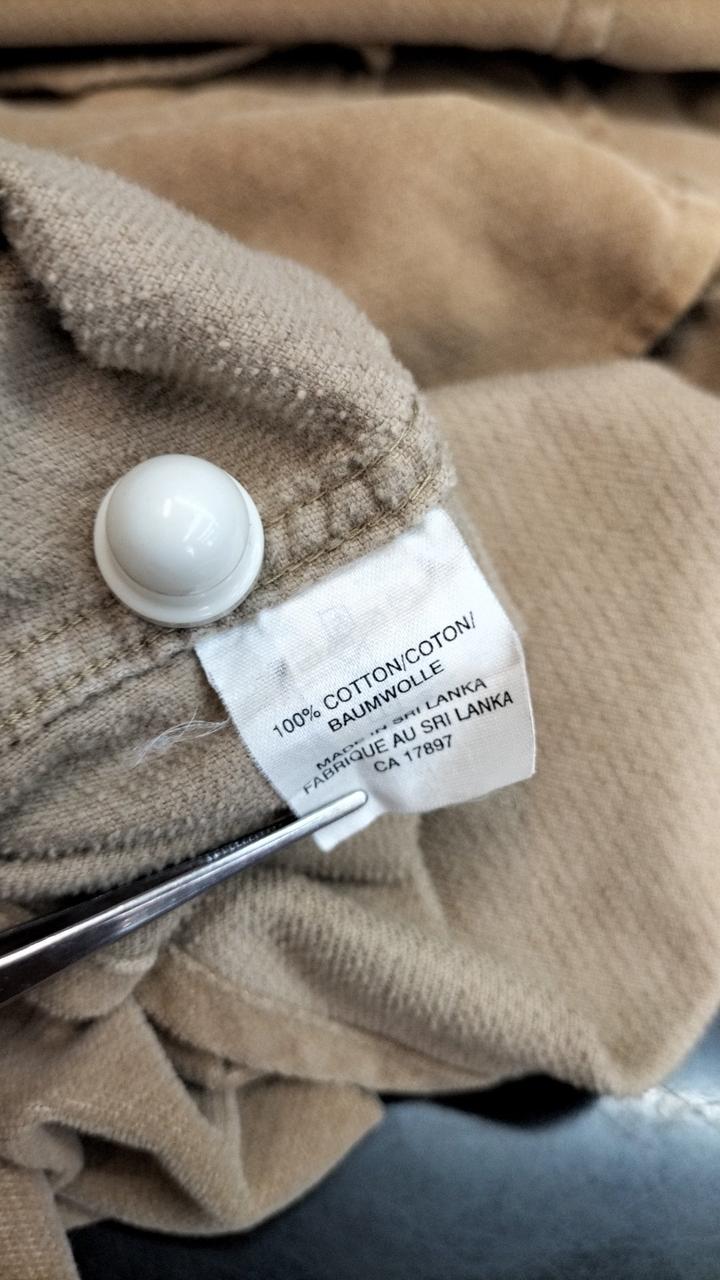 100% COTTON/COTON/
BAUMWOLLE
MADE IN SRI LANKA
FABRIQUE AU SRI LANKA
CA 17897